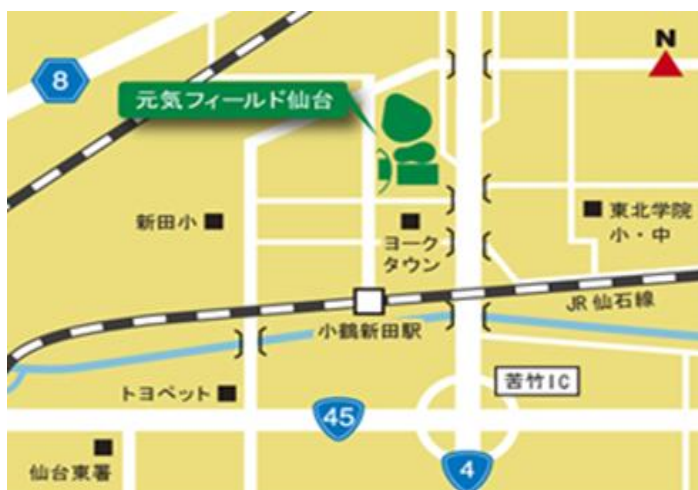 N
8
元気フィールド仙台
新田小
ヨーク
タウン
東北学院
小・中
JR 仙石線
小鶴新田駅
トヨペット
苦竹IC
45
仙台東署
4